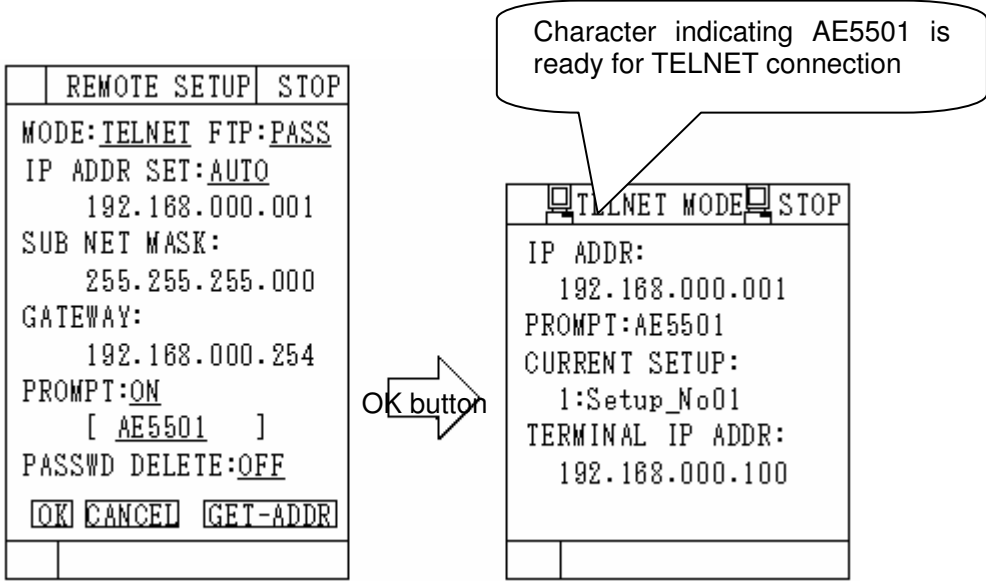 Character indicating AE5501 is
ready for TELNET connection
REMOTE SETUP STOP
MODE:TELNET FTP:PASS
IP ADDR SET:AUTO
192.168.000.001
SUB NET MASK:
255.255.255.000
GATEWAY:
192.168.000.254
PROMPT:ON
[ AE5501 ]
PASSWD DELETE:OFF
OK CANCEL GET-ADDR
OK button
TELNET MODE STOP
IP ADDR:
192.168.000.001
PROMPT:AE5501
CURRENT SETUP:
1:Setup_No01
TERMINAL IP ADDR:
192.168.000.100